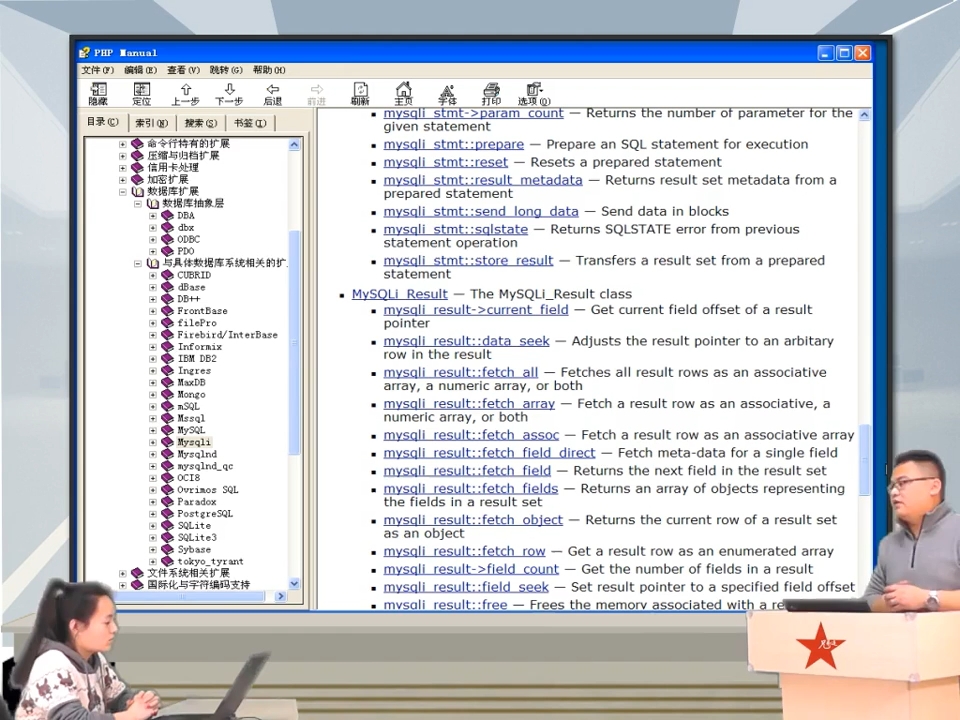 PHP Manual
文件(F) 编辑(E) 查看(V) 跳转(G) 帮助(H)
隐藏 定位 上一步 下一步 后退 前进 刷新 主页 字体 打印 选项(O)
目录(C) 索引(N) 搜索(S) 书签(I)
命令行特有的扩展
压缩与归档扩展
信用卡处理
加密扩展
数据库扩展
数据库抽象层
DBA
dbx
ODBC
PDO
与具体数据库系统相关的扩
CUBRID
dBase
DB++
FrontBase
filePro
Firebird/InterBase
Informix
IBM DB2
Ingres
MaxDB
Mongo
mSQL
Mssql
MySQL
Mysqli
Mysqlnd
mysqlnd_qc
OCI8
Ovrimos SQL
Paradox
PostgreSQL
SQLite
SQLite3
Sybase
tokyo_tyrant
文件系统相关扩展
国际化与字符编码支持
mysqli_stmt->param_count — Returns the number of parameter for the
given statement
mysqli_stmt::prepare — Prepare an SQL statement for execution
mysqli_stmt::reset — Resets a prepared statement
mysqli_stmt::result_metadata — Returns result set metadata from a
prepared statement
mysqli_stmt::send_long_data — Send data in blocks
mysqli_stmt::sqlstate — Returns SQLSTATE error from previous
statement operation
mysqli_stmt::store_result — Transfers a result set from a prepared
statement
MySQLi_Result — The MySQLi_Result class
mysqli_result->current_field — Get current field offset of a result
pointer
mysqli_result::data_seek — Adjusts the result pointer to an arbitary
row in the result
mysqli_result::fetch_all — Fetches all result rows as an associative
array, a numeric array, or both
mysqli_result::fetch_array — Fetch a result row as an associative, a
numeric array, or both
mysqli_result::fetch_assoc — Fetch a result row as an associative array
mysqli_result::fetch_field_direct — Fetch meta-data for a single field
mysqli_result::fetch_field — Returns the next field in the result set
mysqli_result::fetch_fields — Returns an array of objects representing
the fields in a result set
mysqli_result::fetch_object — Returns the current row of a result set
as an object
mysqli_result::fetch_row — Get a result row as an enumerated array
mysqli_result->field_count — Get the number of fields in a result
mysqli_result::field_seek — Set result pointer to a specified field offset
mysqli_result::free — Frees the memory associated with a